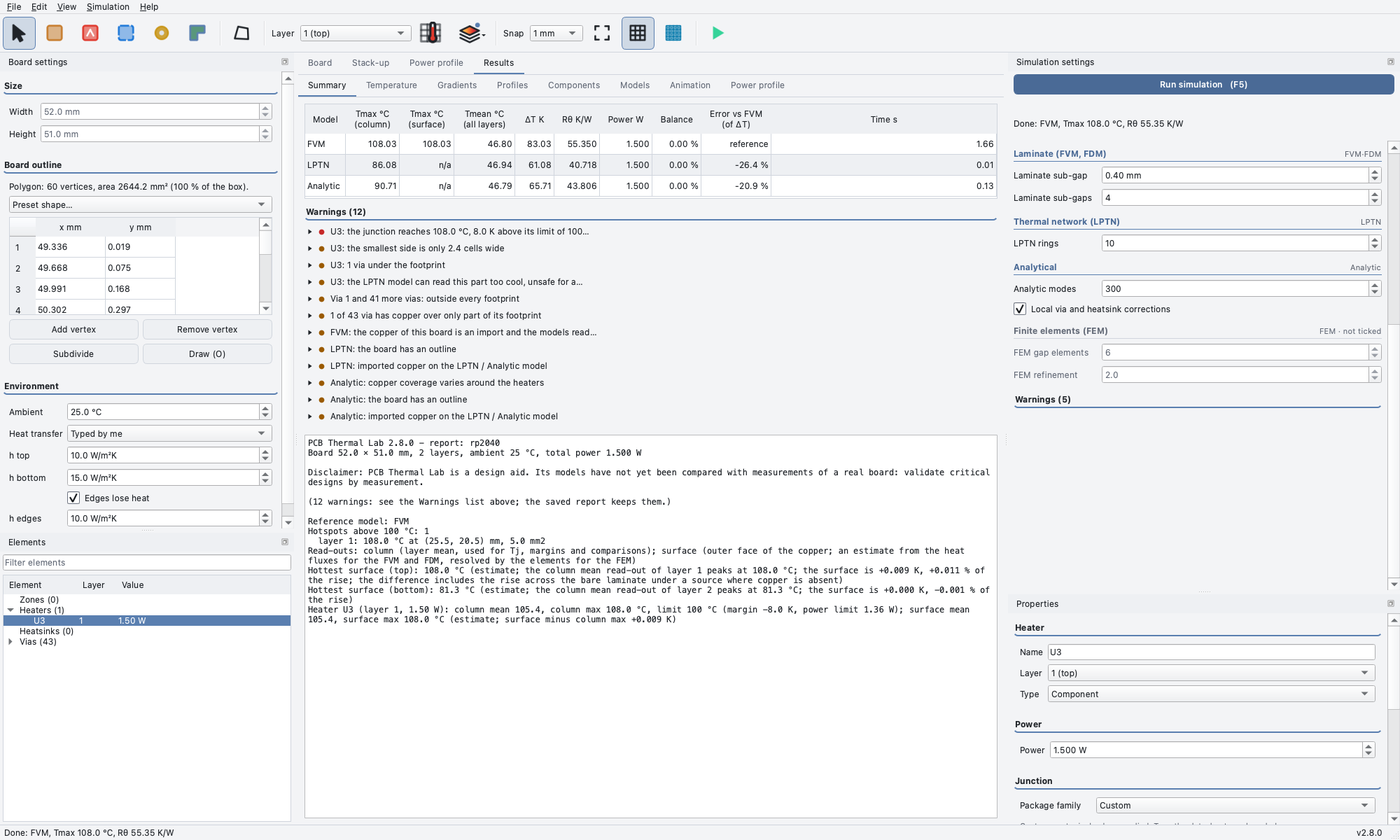 File Edit View Simulation Help
Layer 1 (top) Snap 1 mm
Board settings
Size
Width 52.0 mm
Height 51.0 mm
Board outline
Polygon: 60 vertices, area 2644.2 mm² (100 % of the box).
Preset shape...
x mm y mm
1 49.336 0.019
2 49.668 0.075
3 49.991 0.168
4 50.302 0.297
Add vertex Remove vertex
Subdivide Draw (O)
Environment
Ambient 25.0 °C
Heat transfer Typed by me
h top 10.0 W/m²K
h bottom 15.0 W/m²K
Edges lose heat
h edges 10.0 W/m²K
Elements
Filter elements
Element Layer Value
Zones (0)
Heaters (1)
U3 1 1.50 W
Heatsinks (0)
Vias (43)
Board Stack-up Power profile Results
Summary Temperature Gradients Profiles Components Models Animation Power profile
Model Tmax °C (column) Tmax °C (surface) Tmean °C (all layers) ΔT K Rθ K/W Power W Balance Error vs FVM (of ΔT) Time s
FVM 108.03 108.03 46.80 83.03 55.350 1.500 0.00 % reference 1.66
LPTN 86.08 n/a 46.94 61.08 40.718 1.500 0.00 % -26.4 % 0.01
Analytic 90.71 n/a 46.79 65.71 43.806 1.500 0.00 % -20.9 % 0.13
Warnings (12)
U3: the junction reaches 108.0 °C, 8.0 K above its limit of 100...
U3: the smallest side is only 2.4 cells wide
U3: 1 via under the footprint
U3: the LPTN model can read this part too cool, unsafe for a...
Via 1 and 41 more vias: outside every footprint
1 of 43 via has copper over only part of its footprint
FVM: the copper of this board is an import and the models read...
LPTN: the board has an outline
LPTN: imported copper on the LPTN / Analytic model
Analytic: copper coverage varies around the heaters
Analytic: the board has an outline
Analytic: imported copper on the LPTN / Analytic model
PCB Thermal Lab 2.8.0 — report: rp2040
Board 52.0 × 51.0 mm, 2 layers, ambient 25 °C, total power 1.500 W
Disclaimer: PCB Thermal Lab is a design aid. Its models have not yet been compared with measurements of a real board: validate critical
designs by measurement.
(12 warnings: see the Warnings list above; the saved report keeps them.)
Reference model: FVM
Hotspots above 100 °C: 1
layer 1: 108.0 °C at (25.5, 20.5) mm, 5.0 mm2
Read-outs: column (layer mean, used for Tj, margins and comparisons); surface (outer face of the copper; an estimate from the heat
fluxes for the FVM and FDM, resolved by the elements for the FEM)
Hottest surface (top): 108.0 °C (estimate; the column mean read-out of layer 1 peaks at 108.0 °C; the surface is +0.009 K, +0.011 % of
the rise; the difference includes the rise across the bare laminate under a source where copper is absent)
Hottest surface (bottom): 81.3 °C (estimate; the column mean read-out of layer 2 peaks at 81.3 °C; the surface is +0.000 K, -0.001 % of
the rise)
Heater U3 (layer 1, 1.50 W): column mean 105.4, column max 108.0 °C, limit 100 °C (margin -8.0 K, power limit 1.36 W); surface mean
105.4, surface max 108.0 °C (estimate; surface minus column max +0.009 K)
Simulation settings
Run simulation (F5)
Done: FVM, Tmax 108.0 °C, Rθ 55.35 K/W
Laminate (FVM, FDM) FVM·FDM
Laminate sub-gap 0.40 mm
Laminate sub-gaps 4
Thermal network (LPTN) LPTN
LPTN rings 10
Analytical Analytic
Analytic modes 300
Local via and heatsink corrections
Finite elements (FEM) FEM · not ticked
FEM gap elements 6
FEM refinement 2.0
Warnings (5)
Properties
Heater
Name U3
Layer 1 (top)
Type Component
Power
Power 1.500 W
Junction
Package family Custom
Done: FVM, Tmax 108.0 °C, Rθ 55.35 K/W v2.8.0